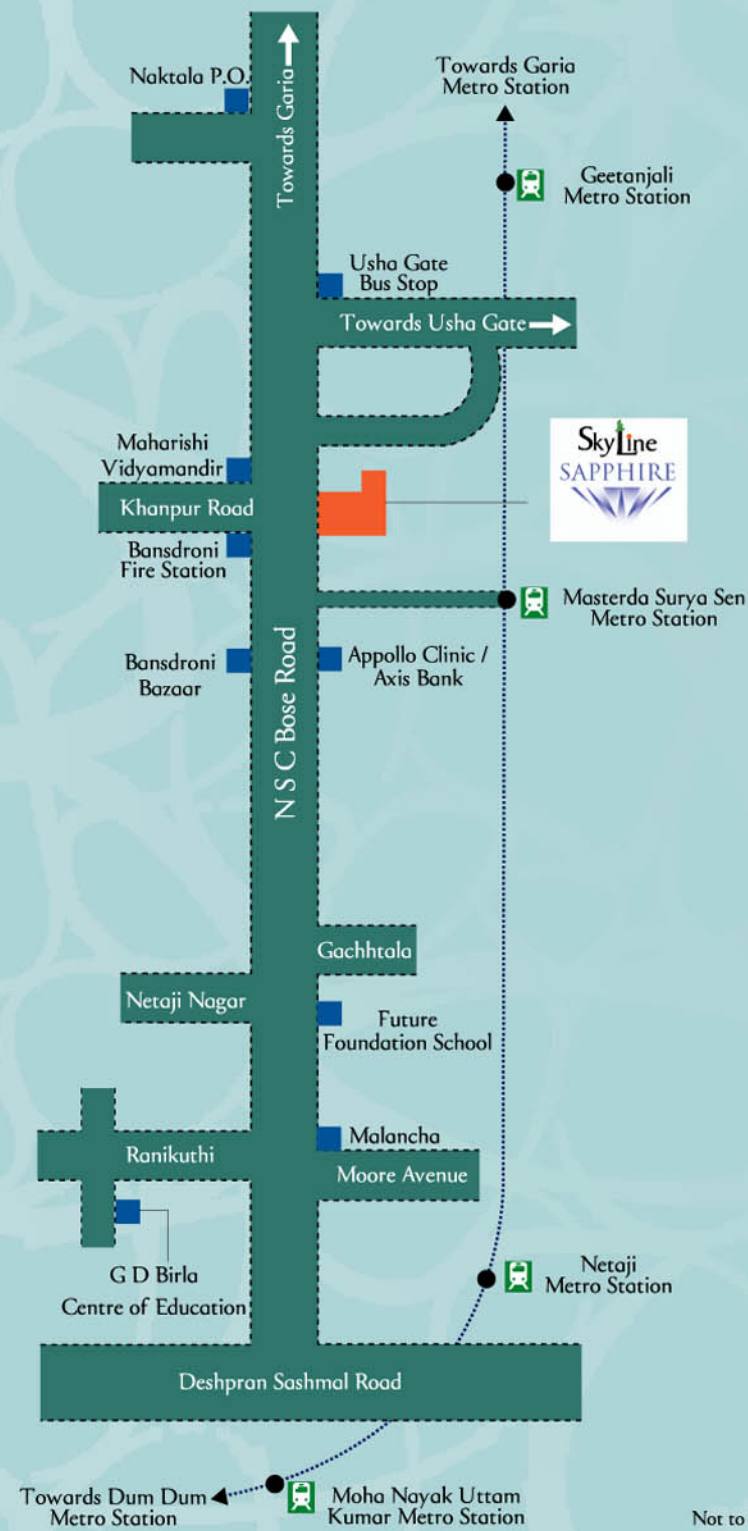 Naktala P.O.
Towards Garia
Towards Garia
Metro Station
Geetanjali
Metro Station
Usha Gate
Bus Stop
Towards Usha Gate
Maharishi
Vidyamandir
SkyLine
SAPPHIRE
Khanpur Road
Bansdroni
Fire Station
Masterda Surya Sen
Metro Station
Bansdroni
Bazaar
Appollo Clinic /
Axis Bank
N S C Bose Road
Gachhtala
Netaji Nagar
Future
Foundation School
Malancha
Ranikuthi
Moore Avenue
G D Birla
Centre of Education
Netaji
Metro Station
Deshpran Sashmal Road
Towards Dum Dum
Metro Station
Moha Nayak Uttam
Kumar Metro Station
Not to